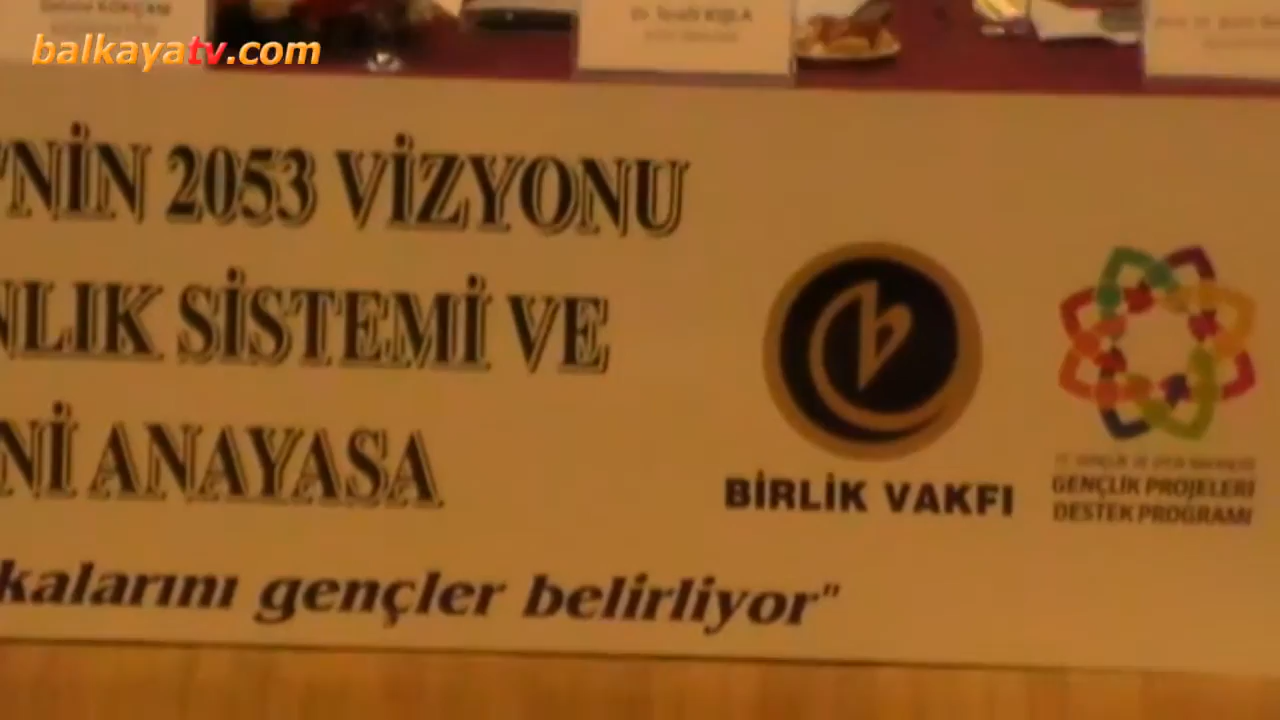 balkayatv.com
'NİN 2053 VİZYONU
NLIK SİSTEMİ VE
Nİ ANAYASA
kalarını gençler belirliyor"
BİRLİK VAKFI
GENÇLİK PROJELERİ
DESTEK PROGRAMI